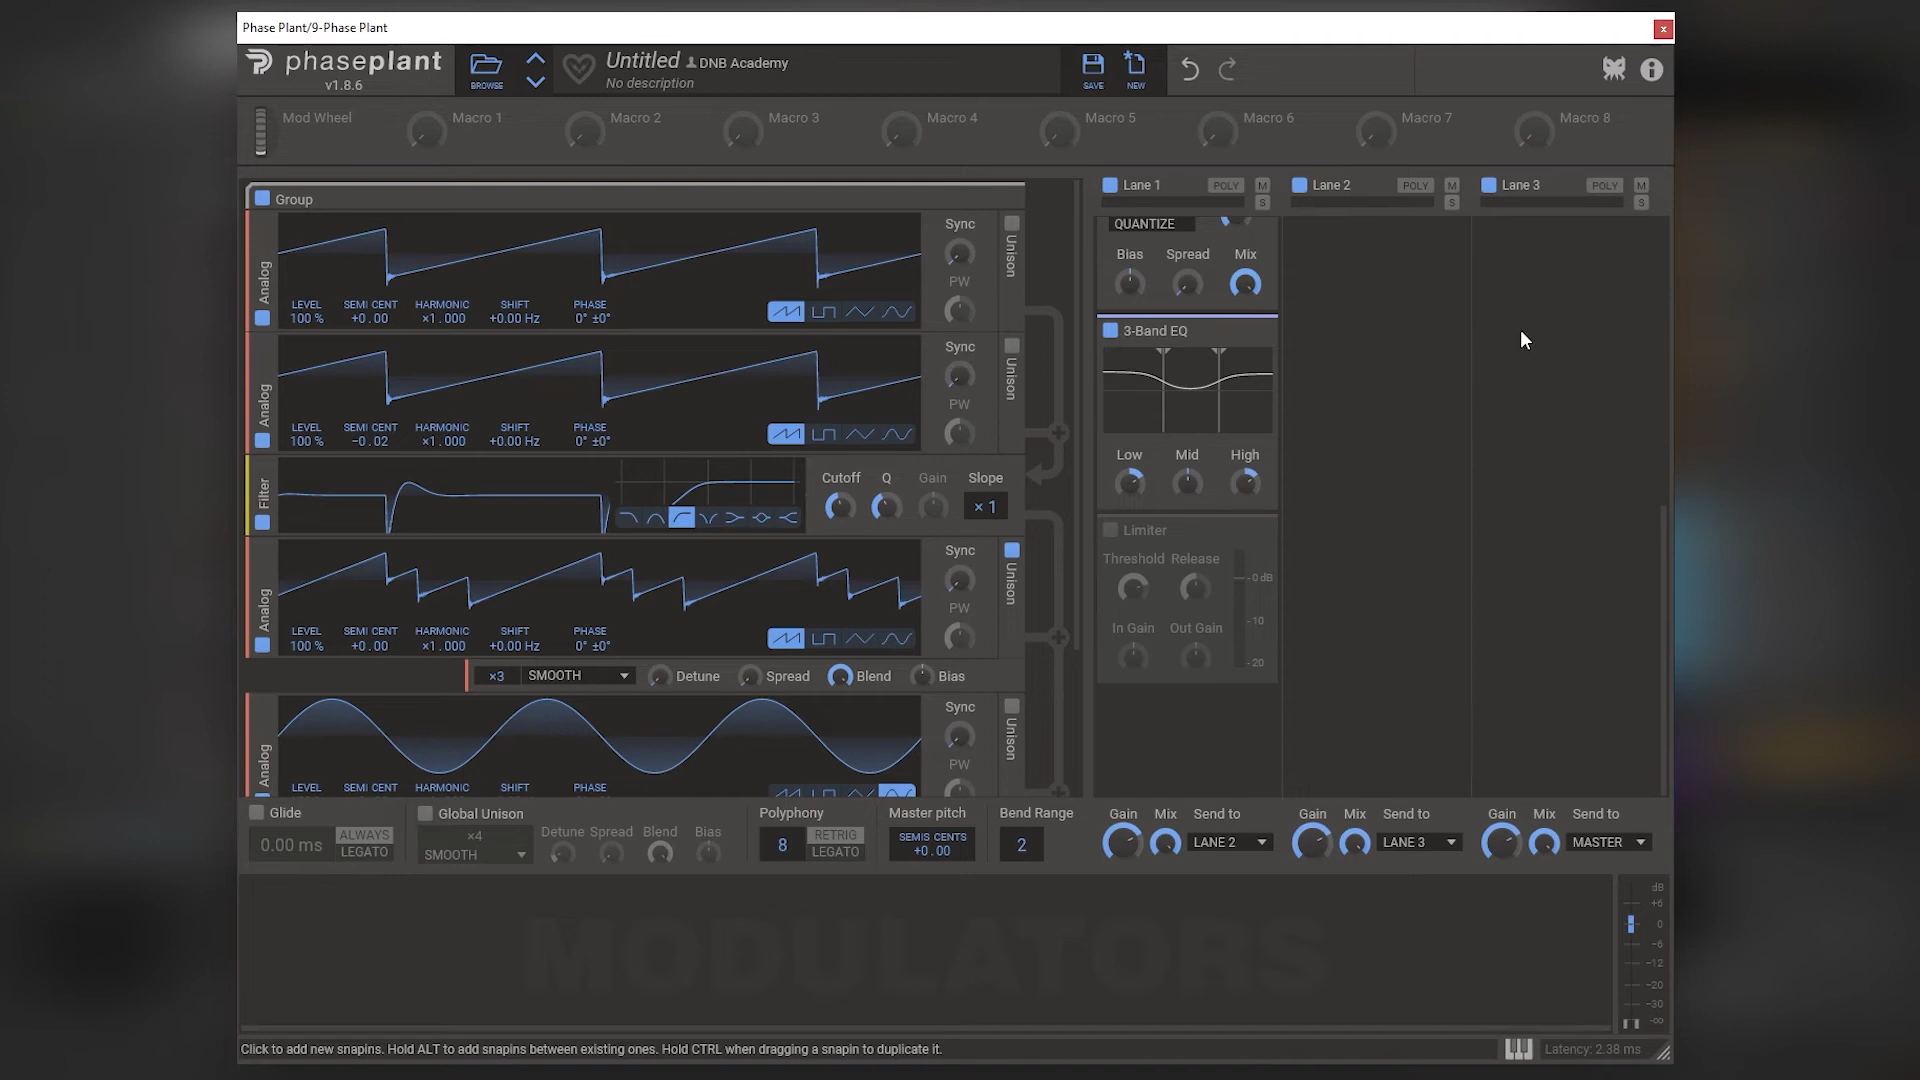 Phase Plant/9-Phase Plant
x
phaseplant
v1.8.6
BROWSE
Untitled DNB Academy
No description
SAVE
NEW
Mod Wheel
Macro 1
Macro 2
Macro 3
Macro 4
Macro 5
Macro 6
Macro 7
Macro 8
Group
Lane 1 POLY M S
Lane 2 POLY M S
Lane 3 POLY M S
Analog
LEVEL SEMI CENT HARMONIC SHIFT PHASE
100 % +0.00 ×1.000 +0.00 Hz 0° ±0°
Sync
PW
Unison
Analog
LEVEL SEMI CENT HARMONIC SHIFT PHASE
100 % −0.02 ×1.000 +0.00 Hz 0° ±0°
Sync
PW
Unison
Filter
Cutoff Q Gain Slope
× 1
Analog
LEVEL SEMI CENT HARMONIC SHIFT PHASE
100 % +0.00 ×1.000 +0.00 Hz 0° ±0°
Sync
PW
Unison
×3 SMOOTH Detune Spread Blend Bias
Analog
LEVEL SEMI CENT HARMONIC SHIFT PHASE
Sync
PW
Unison
QUANTIZE
Bias Spread Mix
3-Band EQ
Low Mid High
Limiter
Threshold Release
-0 dB
-10
-20
In Gain Out Gain
Glide
0.00 ms
ALWAYS
LEGATO
Global Unison
×4
SMOOTH
Detune Spread Blend Bias
Polyphony
8
RETRIG
LEGATO
Master pitch
SEMIS CENTS
+0.00
Bend Range
2
Gain Mix Send to
LANE 2
Gain Mix Send to
LANE 3
Gain Mix Send to
MASTER
MODULATORS
dB
+6
0
-6
-12
-20
-30
-∞
Click to add new snapins. Hold ALT to add snapins between existing ones. Hold CTRL when dragging a snapin to duplicate it.
Latency: 2.38 ms